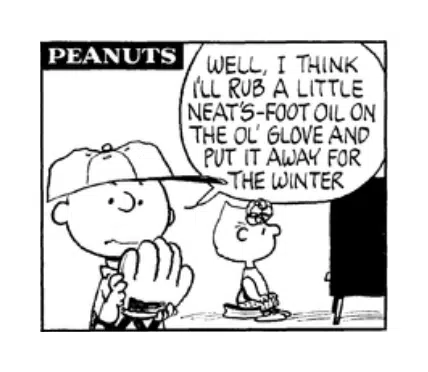 PEANUTS
WELL, I THINK
I'LL RUB A LITTLE
NEAT'S-FOOT OIL ON
THE OL' GLOVE AND
PUT IT AWAY FOR
THE WINTER